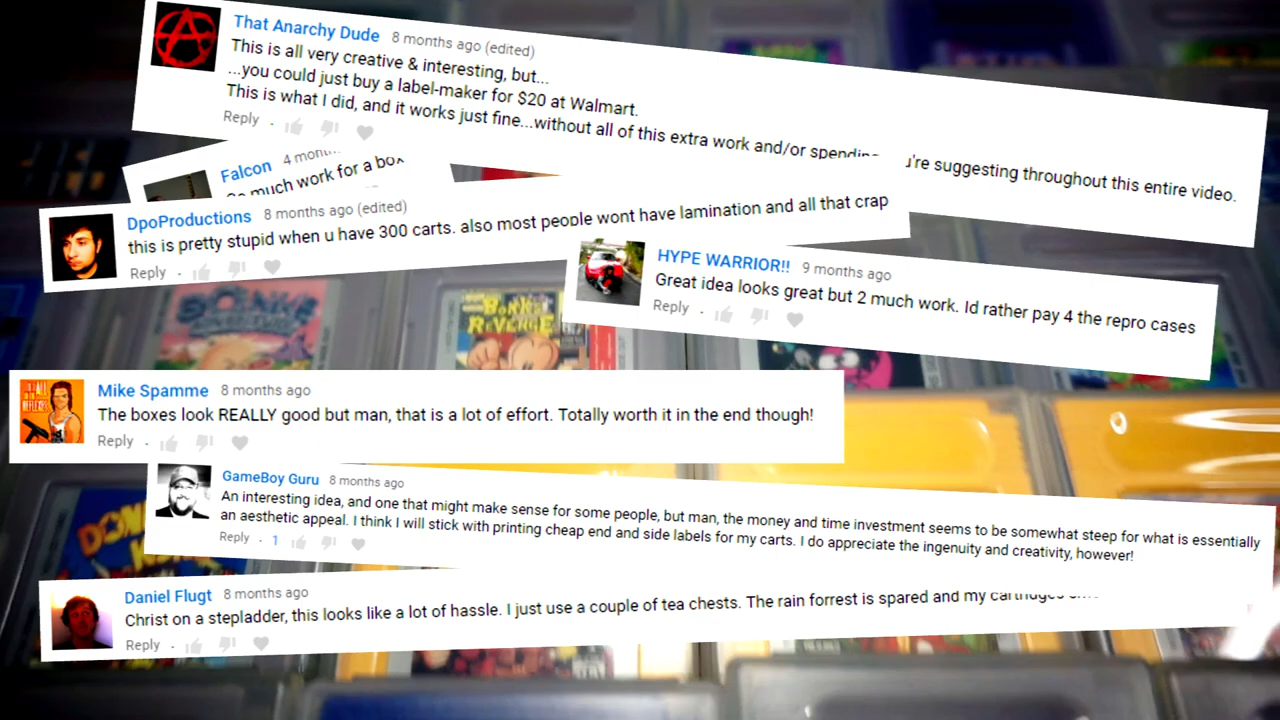 That Anarchy Dude 8 months ago (edited)
This is all very creative & interesting, but...
...you could just buy a label-maker for $20 at Walmart.
This is what I did, and it works just fine...without all of this extra work and/or spending 're suggesting throughout this entire video.
Reply
Falcon 4
much work for a box
DpoProductions 8 months ago (edited)
this is pretty stupid when u have 300 carts. also most people wont have lamination and all that crap
Reply
HYPE WARRIOR!! 9 months ago
Great idea looks great but 2 much work. Id rather pay 4 the repro cases
Reply
BONK'S
REVENGE
Mike Spamme 8 months ago
The boxes look REALLY good but man, that is a lot of effort. Totally worth it in the end though!
Reply
GameBoy Guru 8 months ago
An interesting idea, and one that might make sense for some people, but man, the money and time investment seems to be somewhat steep for what is essentially
an aesthetic appeal. I think I will stick with printing cheap end and side labels for my carts. I do appreciate the ingenuity and creativity, however!
Reply 1
Daniel Flugt 8 months ago
Christ on a stepladder, this looks like a lot of hassle. I just use a couple of tea chests. The rain forrest is spared and my
Reply